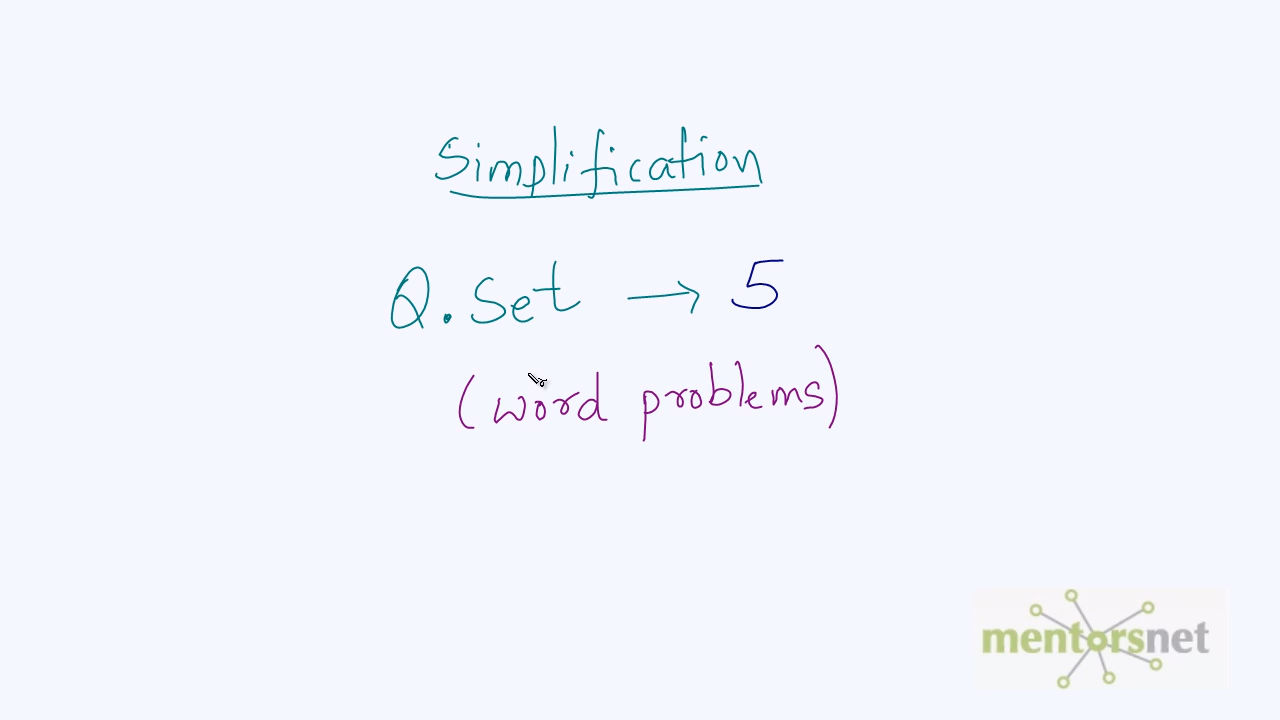 Simplification
Q. Set → 5
(word problems)
mentorsnet